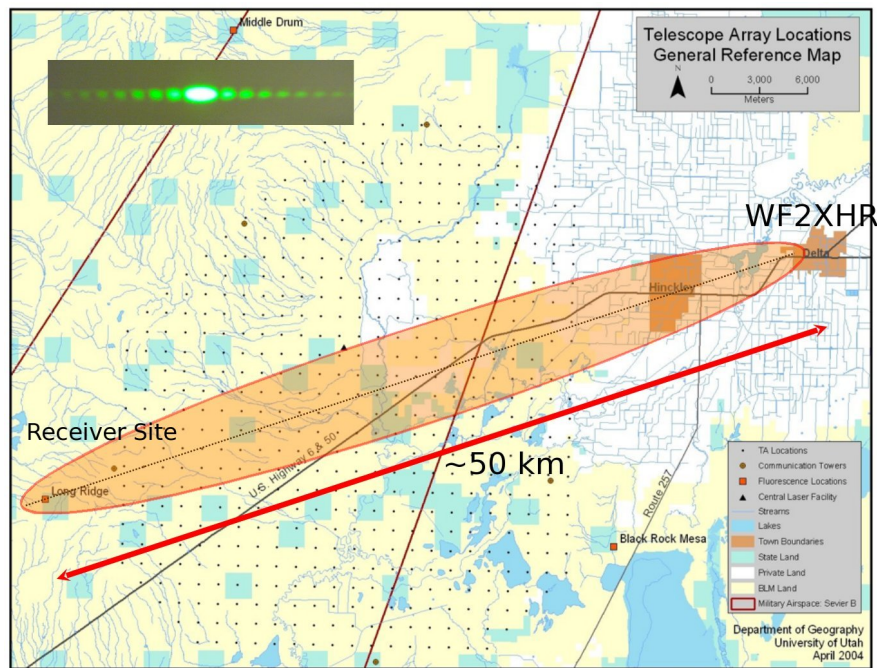 Middle Drum
Telescope Array Locations
General Reference Map
N
0 3,000 6,000
Meters
WF2XHR
Delta
Hinckley
Receiver Site
Long Ridge
U.S. Highway 6 & 50
~50 km
Route 257
Black Rock Mesa
TA Locations
Communication Towers
Fluorescence Locations
Central Laser Facility
Streams
Lakes
Town Boundaries
State Land
Private Land
BLM Land
Military Airspace: Sevier B
Department of Geography
University of Utah
April 2004